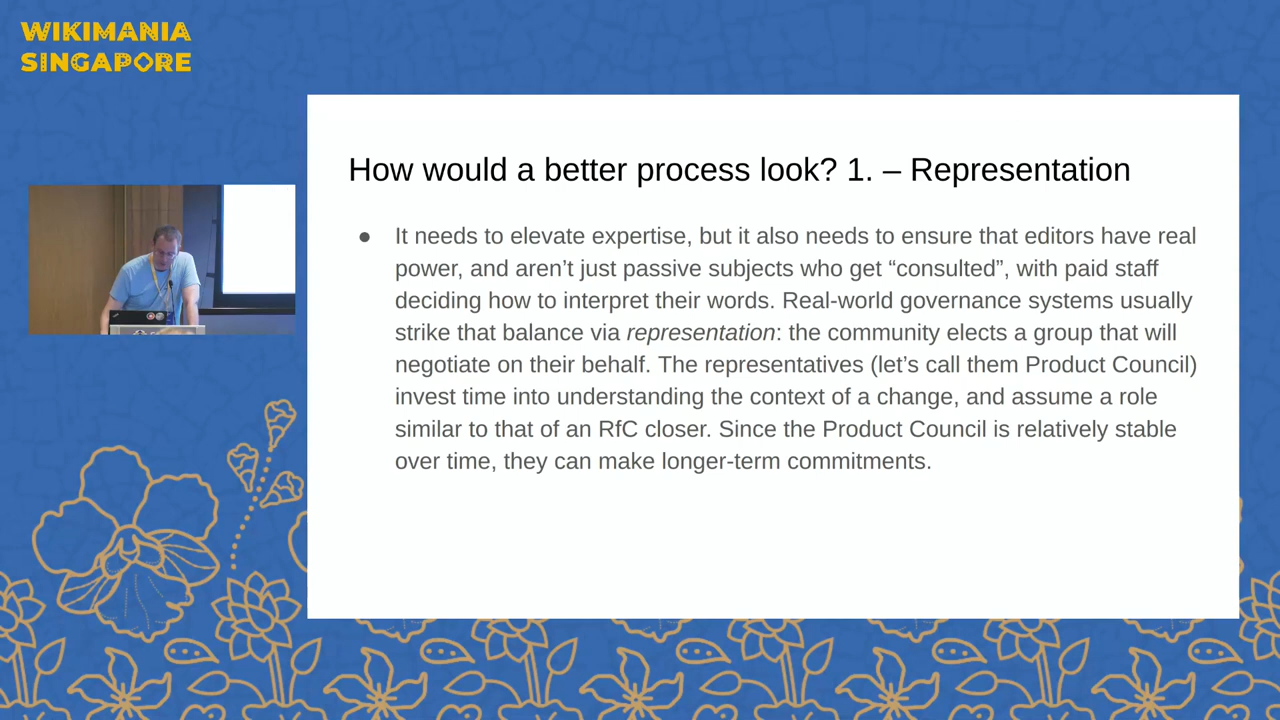 WIKIMANIA
SINGAPORE
How would a better process look? 1. – Representation
● It needs to elevate expertise, but it also needs to ensure that editors have real
power, and aren’t just passive subjects who get “consulted”, with paid staff
deciding how to interpret their words. Real-world governance systems usually
strike that balance via representation: the community elects a group that will
negotiate on their behalf. The representatives (let’s call them Product Council)
invest time into understanding the context of a change, and assume a role
similar to that of an RfC closer. Since the Product Council is relatively stable
over time, they can make longer-term commitments.